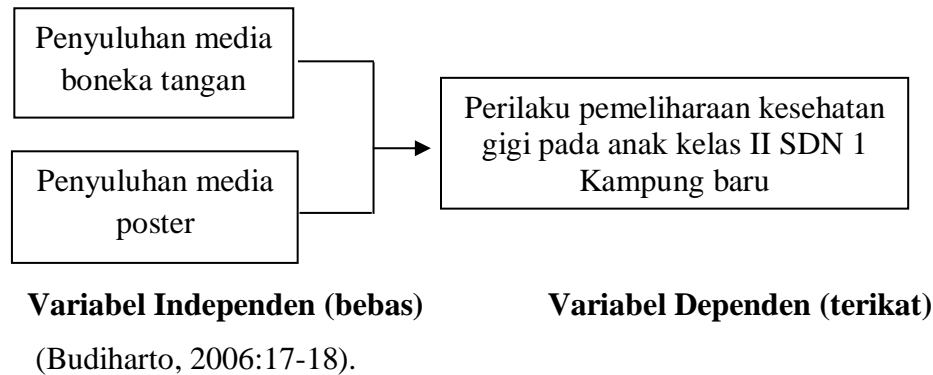 Penyuluhan media
boneka tangan
Perilaku pemeliharaan kesehatan
gigi pada anak kelas II SDN 1
Kampung baru
Penyuluhan media
poster
Variabel Independen (bebas)
Variabel Dependen (terikat)
(Budiharto, 2006:17-18).